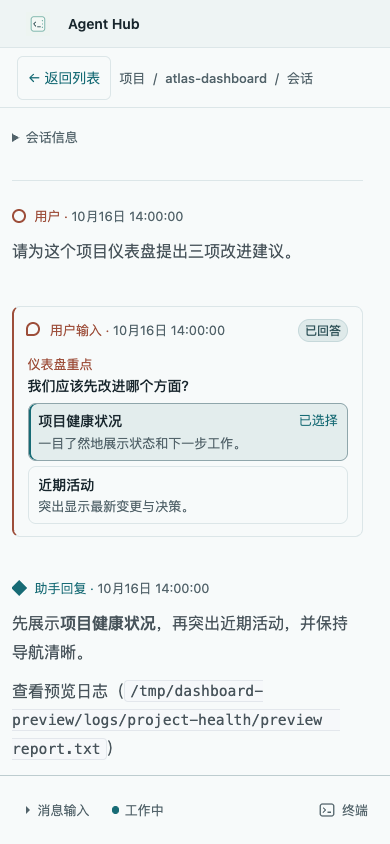 Agent Hub
← 返回列表 项目 / atlas-dashboard / 会话
▶ 会话信息
用户 · 10月16日 14:00:00
请为这个项目仪表盘提出三项改进建议。
用户输入 · 10月16日 14:00:00 已回答
仪表盘重点
我们应该先改进哪个方面?
项目健康状况 已选择
一目了然地展示状态和下一步工作。
近期活动
突出显示最新变更与决策。
助手回复 · 10月16日 14:00:00
先展示项目健康状况，再突出近期活动，并保持
导航清晰。
查看预览日志（/tmp/dashboard-
preview/logs/project-health/preview
report.txt）
消息输入 工作中 终端